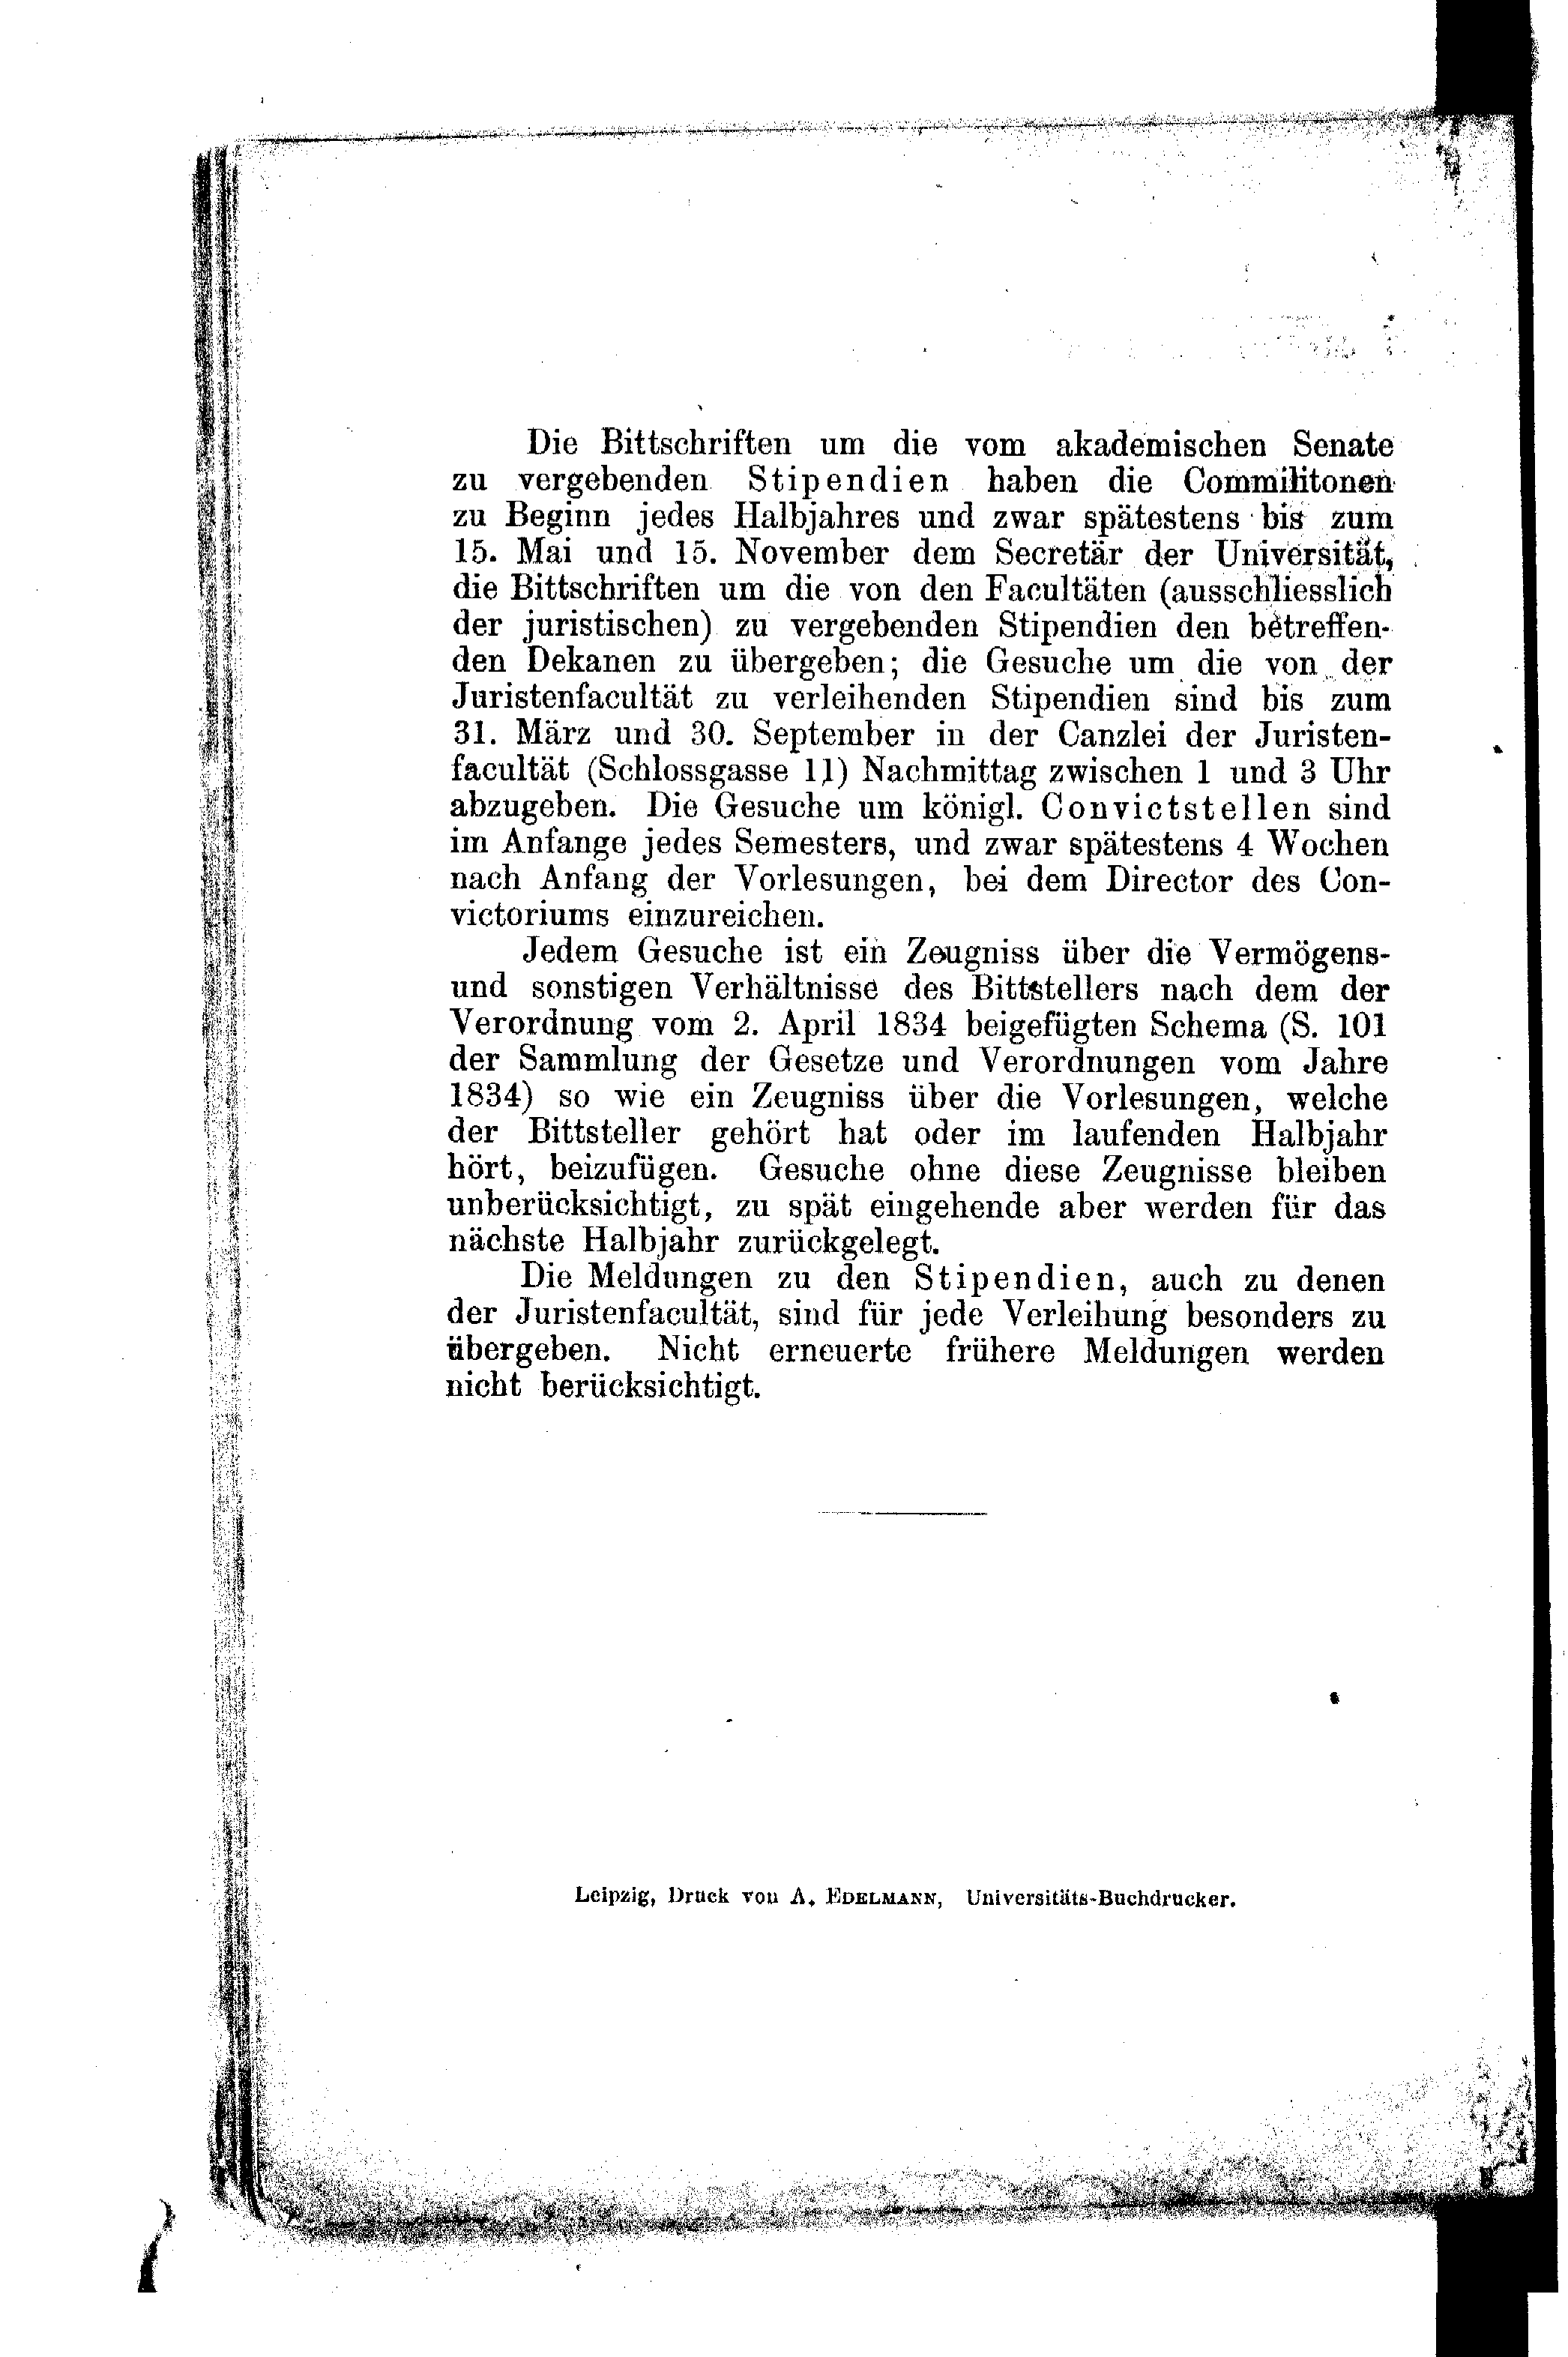 Die Bittschriften um die vom akademischen Senate
zu vergebenden Stipendien haben die Commilitonen
zu Beginn jedes Halbjahres und zwar spätestens bis zum
15. Mai und 15. November dem Secretär der Universität,
die Bittschriften um die von den Facultäten (ausschliesslich
der juristischen) zu vergebenden Stipendien den betreffen-
den Dekanen zu übergeben; die Gesuche um die von der
Juristenfacultät zu verleihenden Stipendien sind bis zum
31. März und 30. September in der Canzlei der Juristen-
facultät (Schlossgasse 11) Nachmittag zwischen 1 und 3 Uhr
abzugeben. Die Gesuche um königl. Convictstellen sind
im Anfange jedes Semesters, und zwar spätestens 4 Wochen
nach Anfang der Vorlesungen, bei dem Director des Con-
victoriums einzureichen.
Jedem Gesuche ist ein Zeugniss über die Vermögens-
und sonstigen Verhältnisse des Bittstellers nach dem der
Verordnung vom 2. April 1834 beigefügten Schema (S. 101
der Sammlung der Gesetze und Verordnungen vom Jahre
1834) so wie ein Zeugniss über die Vorlesungen, welche
der Bittsteller gehört hat oder im laufenden Halbjahr
hört, beizufügen. Gesuche ohne diese Zeugnisse bleiben
unberücksichtigt, zu spät eingehende aber werden für das
nächste Halbjahr zurückgelegt.
Die Meldungen zu den Stipendien, auch zu denen
der Juristenfacultät, sind für jede Verleihung besonders zu
übergeben. Nicht erneuerte frühere Meldungen werden
nicht berücksichtigt.
Leipzig, Druck von A. EDELMANN, Universitäts-Buchdrucker.